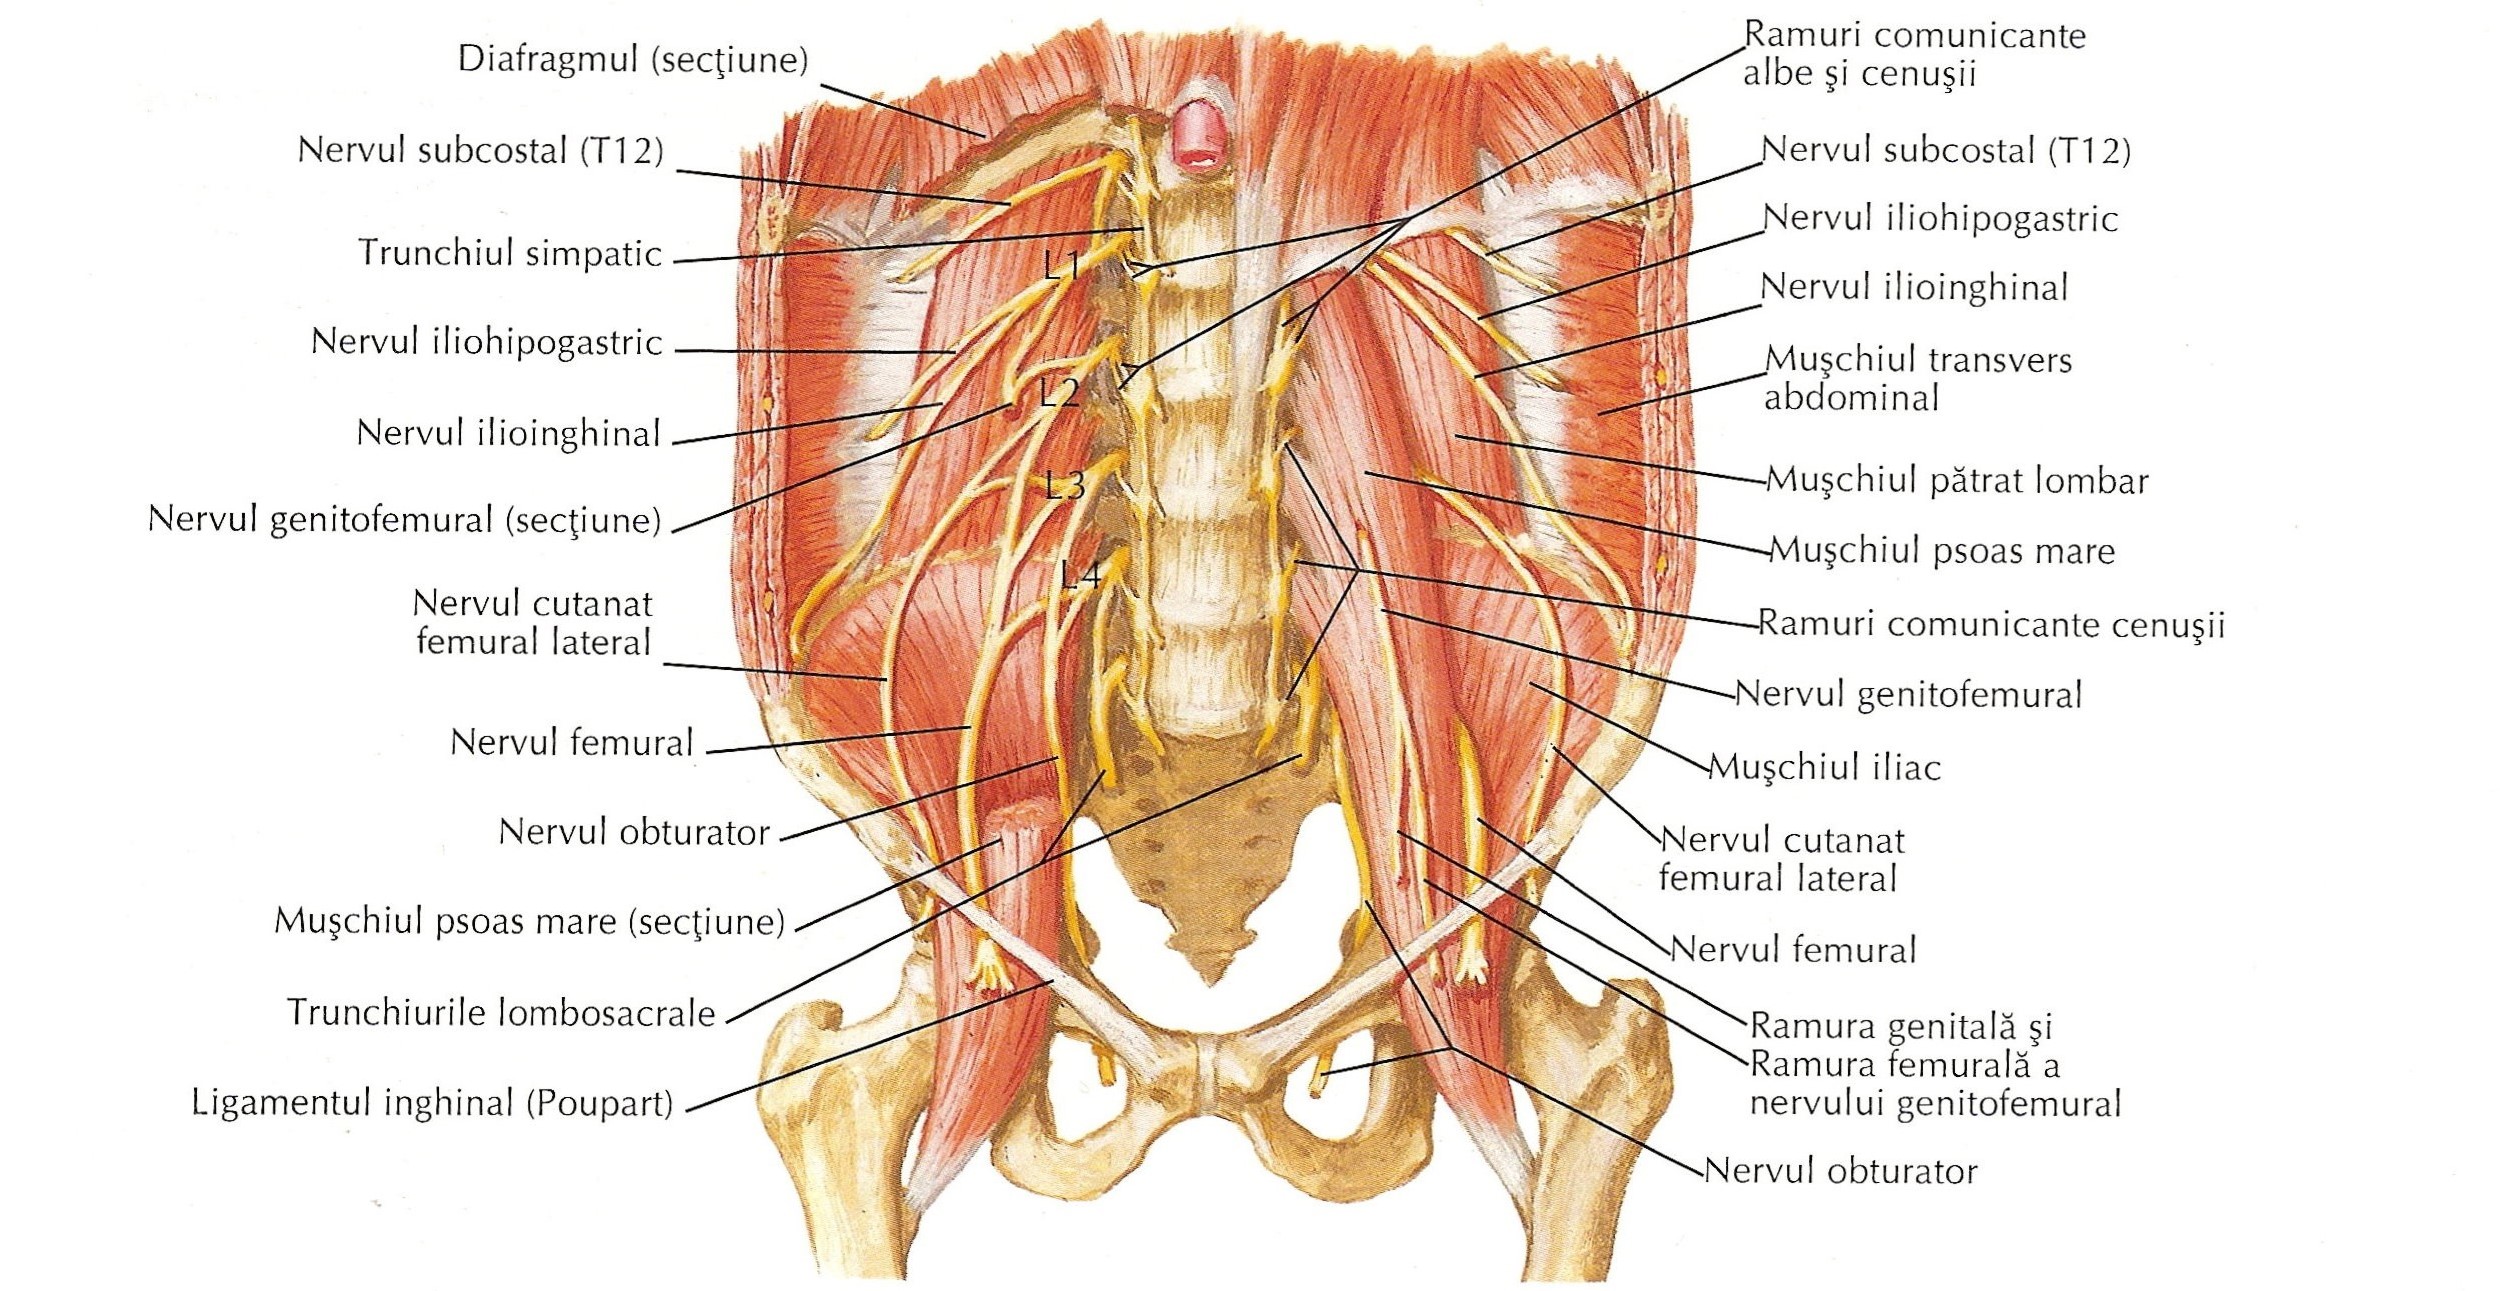 Diafragmul (secţiune)
Nervul subcostal (T12)
Trunchiul simpatic
Nervul iliohipogastric
Nervul ilioinghinal
Nervul genitofemural (secţiune)
Nervul cutanat
femural lateral
Nervul femural
Nervul obturator
Muşchiul psoas mare (secţiune)
Trunchiurile lombosacrale
Ligamentul inghinal (Poupart)
L1
L2
L3
L4
Ramuri comunicante
albe şi cenuşii
Nervul subcostal (T12)
Nervul iliohipogastric
Nervul ilioinghinal
Muşchiul transvers
abdominal
Muşchiul pătrat lombar
Muşchiul psoas mare
Ramuri comunicante cenuşii
Nervul genitofemural
Muşchiul iliac
Nervul cutanat
femural lateral
Nervul femural
Ramura genitală şi
Ramura femurală a
nervului genitofemural
Nervul obturator